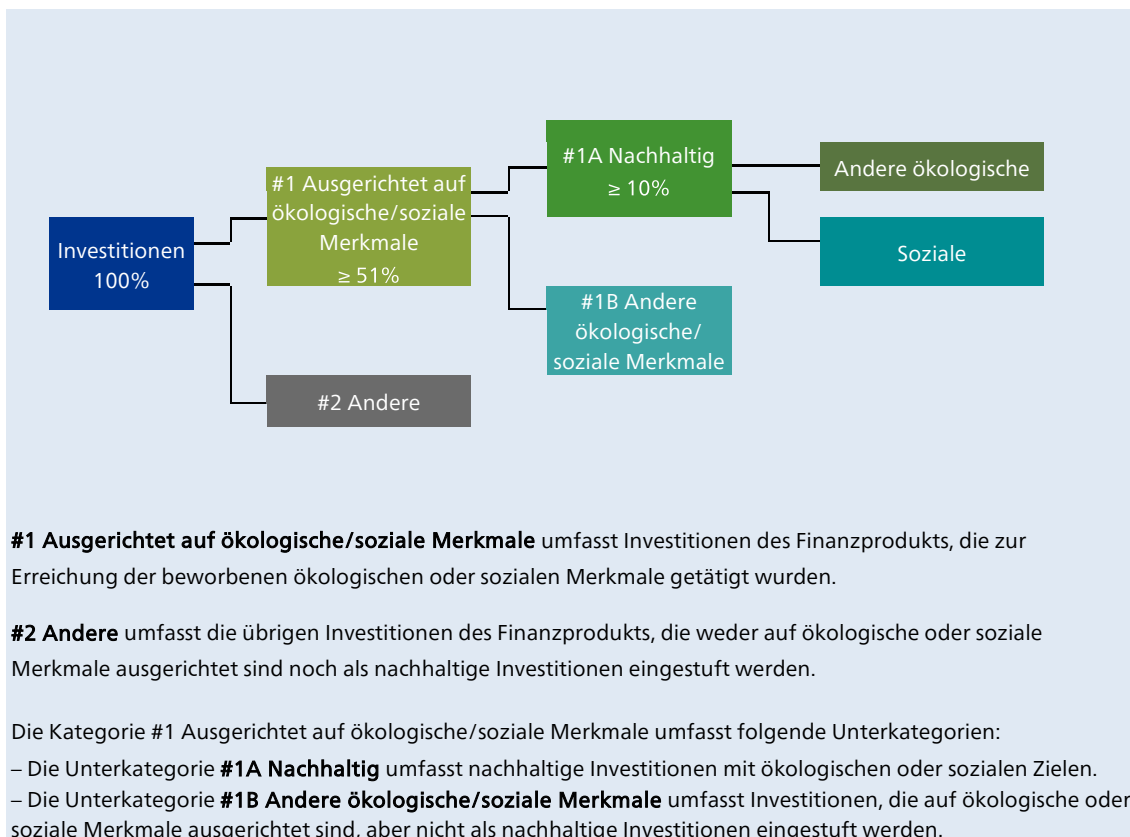 #1A Nachhaltig
≥ 10%
Andere ökologische
#1 Ausgerichtet auf
ökologische/soziale
Merkmale
≥ 51%
Investitionen
100%
Soziale
#1B Andere
ökologische/
soziale Merkmale
#2 Andere
#1 Ausgerichtet auf ökologische/soziale Merkmale umfasst Investitionen des Finanzprodukts, die zur
Erreichung der beworbenen ökologischen oder sozialen Merkmale getätigt wurden.
#2 Andere umfasst die übrigen Investitionen des Finanzprodukts, die weder auf ökologische oder soziale
Merkmale ausgerichtet sind noch als nachhaltige Investitionen eingestuft werden.
Die Kategorie #1 Ausgerichtet auf ökologische/soziale Merkmale umfasst folgende Unterkategorien:
– Die Unterkategorie #1A Nachhaltig umfasst nachhaltige Investitionen mit ökologischen oder sozialen Zielen.
– Die Unterkategorie #1B Andere ökologische/soziale Merkmale umfasst Investitionen, die auf ökologische oder
soziale Merkmale ausgerichtet sind, aber nicht als nachhaltige Investitionen eingestuft werden.